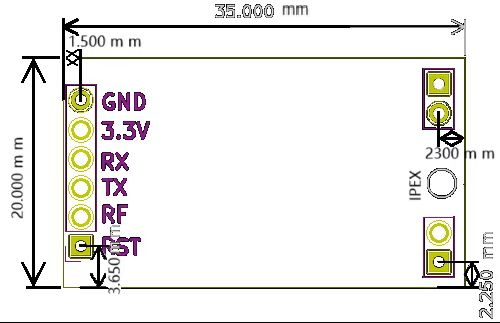 35.000 mm
1.500 m m
GND
3.3V
RX
TX
RF
RST
20.000 m m
3.650 m m
2300 m m
IPEX
2.250 mm